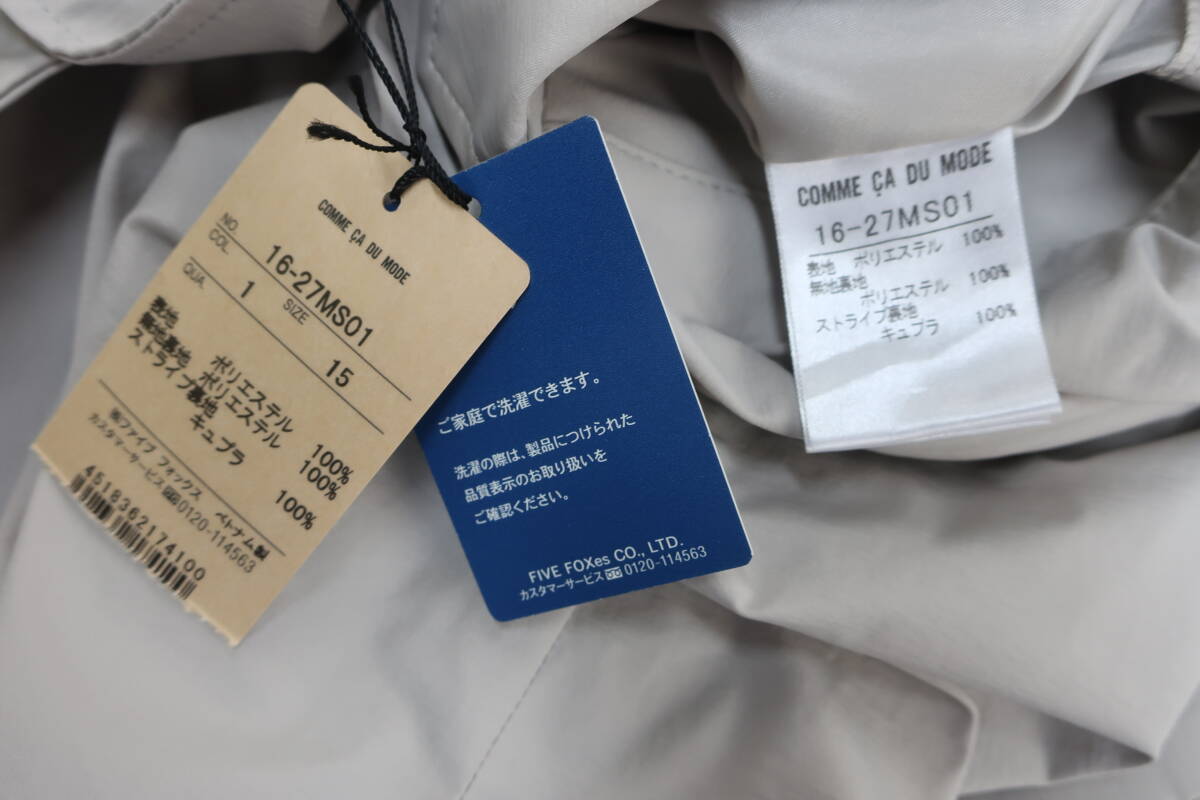 COMME ÇA DU MODE
NO. 16-27MS01
COL. 1 SIZE 15
QUA.
表地 ポリエステル 100%
無地裏地 ポリエステル 100%
ストライプ裏地
キュプラ 100%
㈱ファイブ フォックス ベトナム製
カスタマーサービス 0120-114563
4518362174100
ご家庭で洗濯できます。
洗濯の際は、製品につけられた
品質表示のお取り扱いを
ご確認ください。
FIVE FOXes CO., LTD.
カスタマーサービス 0120-114563
COMME ÇA DU MODE
16-27MS01
表地 ポリエステル 100%
無地裏地
ポリエステル 100%
ストライプ裏地
キュプラ 100%